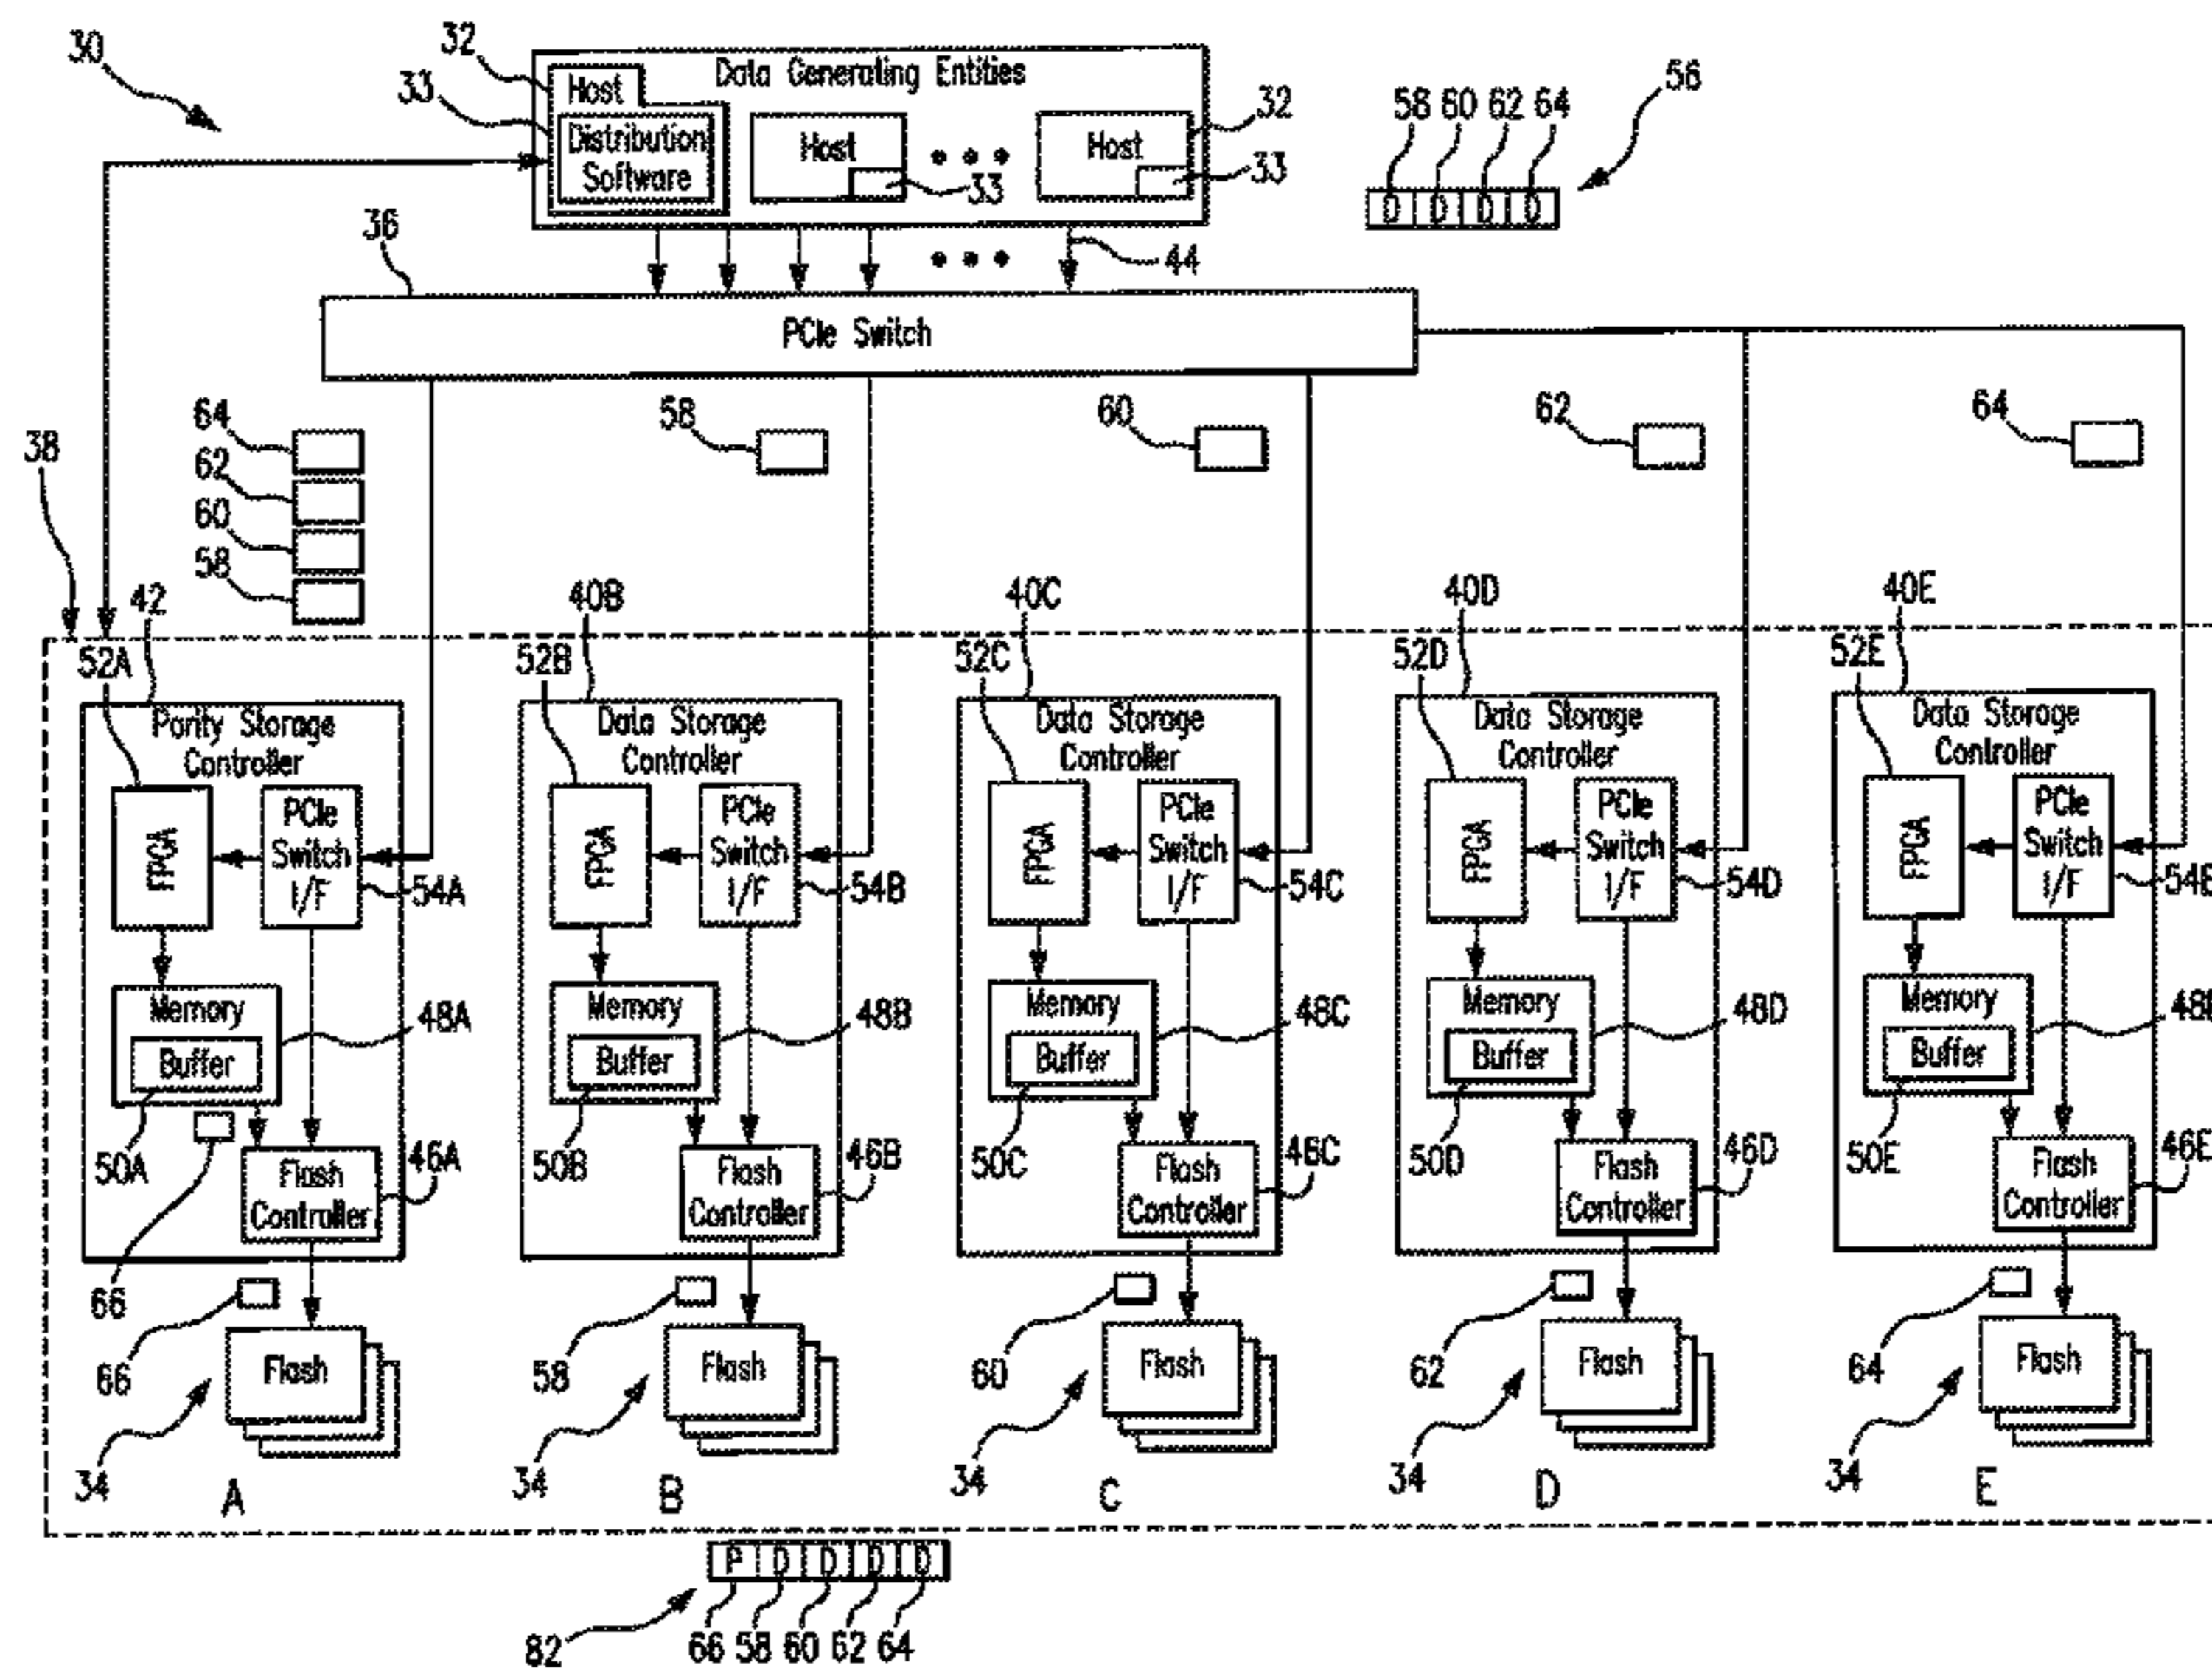 30
32
Data Generating Entities
56
33
Host
58 60 62 64
32
Distribution
Software
Host
Host
33
33
D D D D
36
44
PCIe Switch
64
58
60
62
64
38
62
60
58
42
40B
40C
40D
40E
52A
52B
52C
52D
52E
Parity Storage
Controller
Data Storage
Controller
Data Storage
Controller
Data Storage
Controller
Data Storage
Controller
FPGA
PCIe
Switch
I/F
54A
FPGA
PCIe
Switch
I/F
54B
FPGA
PCIe
Switch
I/F
54C
FPGA
PCIe
Switch
I/F
54D
FPGA
PCIe
Switch
I/F
Memory
Buffer
48A
Memory
Buffer
48B
Memory
Buffer
48C
Memory
Buffer
48D
Memory
Buffer
50A
Flash
Controller
46A
50B
Flash
Controller
46B
50C
Flash
Controller
46C
50D
Flash
Controller
46D
50E
Flash
Controller
46E
66
66
Flash
58
Flash
60
Flash
62
Flash
64
Flash
34
A
34
B
34
C
34
D
34
E
P D D D D
82
66 58 60 62 64